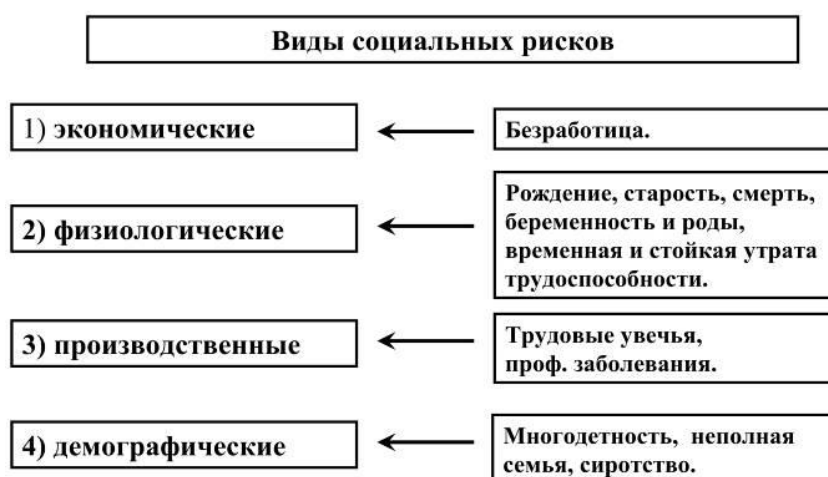 Виды социальных рисков
1) экономические
Безработица.
2) физиологические
Рождение, старость, смерть,
беременность и роды,
временная и стойкая утрата
трудоспособности.
3) производственные
Трудовые увечья,
проф. заболевания.
4) демографические
Многодетность, неполная
семья, сиротство.